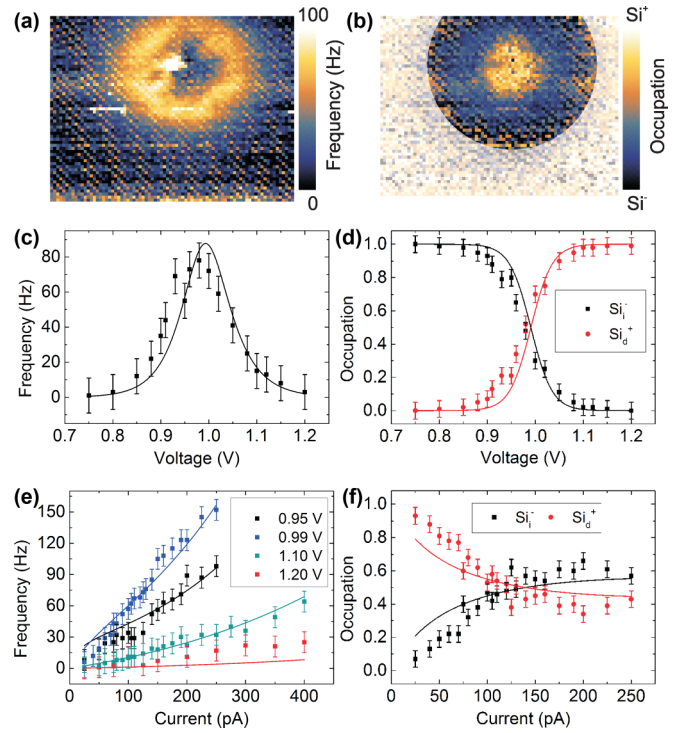 (a)
100
Frequency (Hz)
0
(b)
Si+
Occupation
Si-
(c)
80
60
40
20
0
Frequency (Hz)
0.7 0.8 0.9 1.0 1.1 1.2
Voltage (V)
(d)
1.0
0.8
0.6
0.4
0.2
0.0
Occupation
Sii-
Sid+
0.7 0.8 0.9 1.0 1.1 1.2
Voltage (V)
(e)
150
120
90
60
30
0
Frequency (Hz)
0.95 V
0.99 V
1.10 V
1.20 V
0 100 200 300 400
Current (pA)
(f)
1.0
0.8
0.6
0.4
0.2
0.0
Occupation
Sii- Sid+
0 50 100 150 200 250
Current (pA)